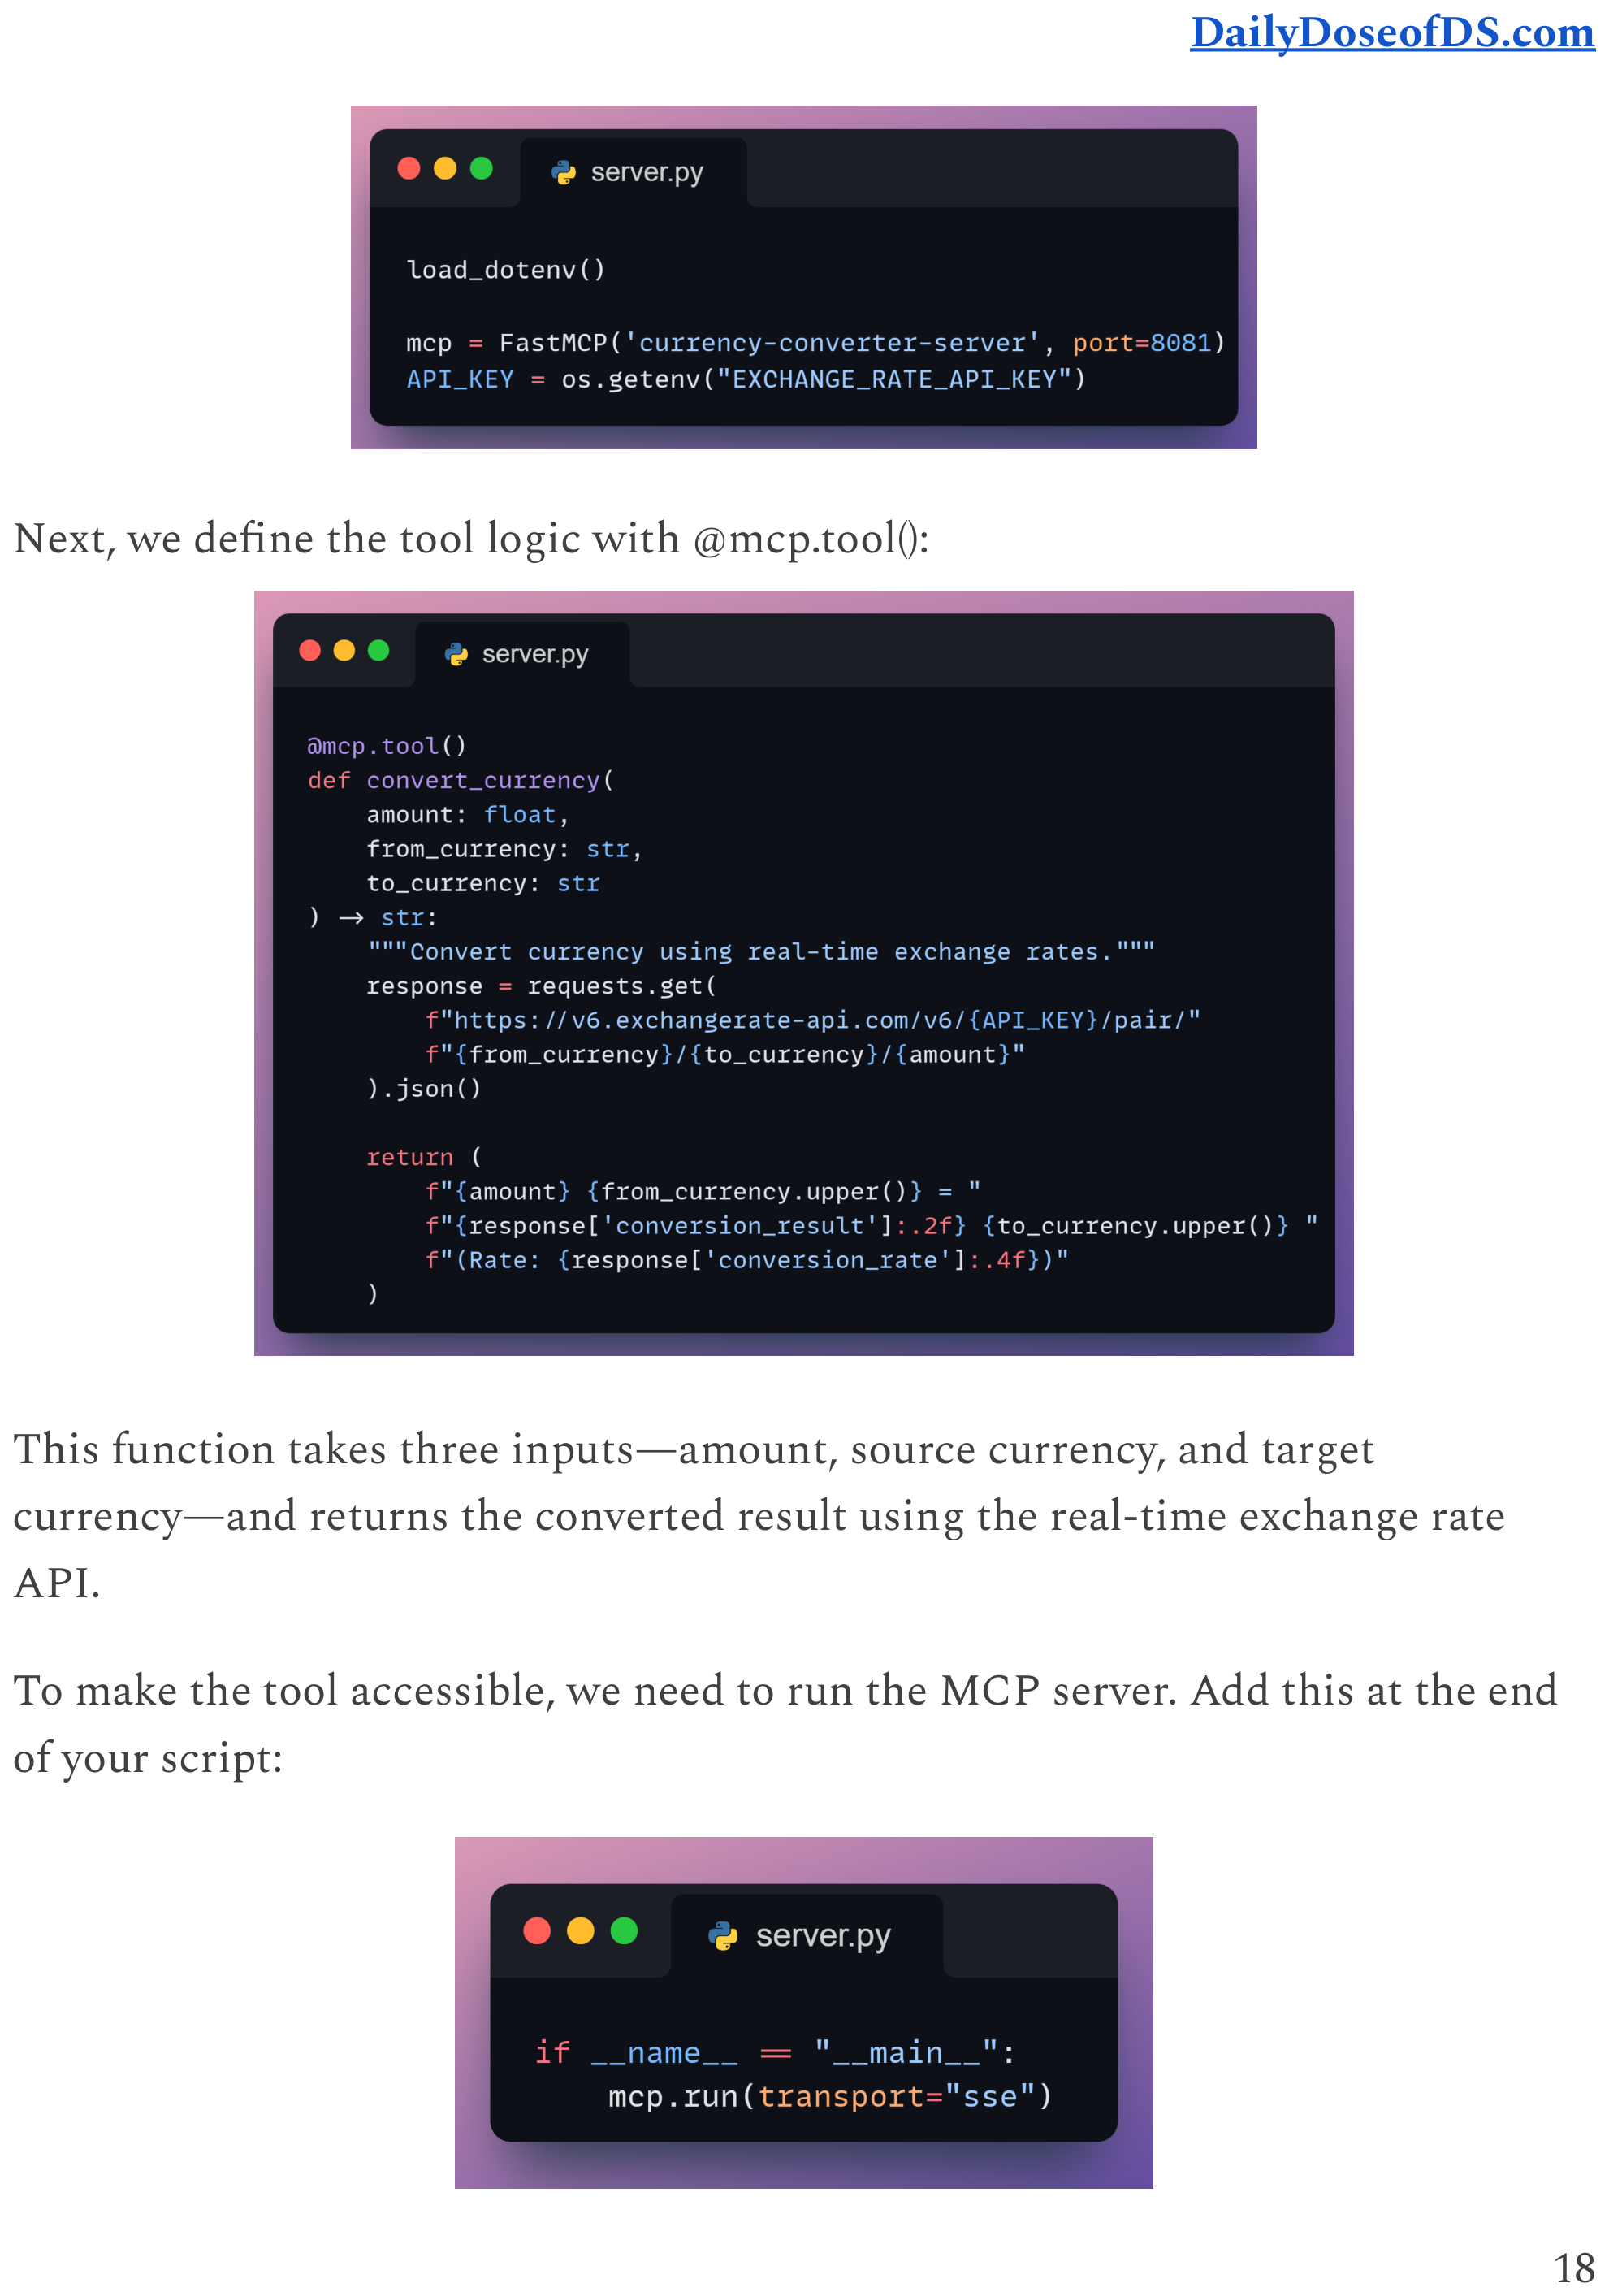 DailyDoseofDS.com
server.py
load_dotenv()
mcp = FastMCP('currency-converter-server', port=8081)
API_KEY = os.getenv("EXCHANGE_RATE_API_KEY")
Next, we define the tool logic with @mcp.tool():
server.py
@mcp.tool()
def convert_currency(
    amount: float,
    from_currency: str,
    to_currency: str
) → str:
    """Convert currency using real-time exchange rates."""
    response = requests.get(
        f"https://v6.exchangerate-api.com/v6/{API_KEY}/pair/"
        f"{from_currency}/{to_currency}/{amount}"
    ).json()
    return (
        f"{amount} {from_currency.upper()} = "
        f"{response['conversion_result']:.2f} {to_currency.upper()} "
        f"(Rate: {response['conversion_rate']:.4f})"
    )
This function takes three inputs—amount, source currency, and target
currency—and returns the converted result using the real-time exchange rate
API.
To make the tool accessible, we need to run the MCP server. Add this at the end
of your script:
server.py
if __name__ == "__main__":
    mcp.run(transport="sse")
18